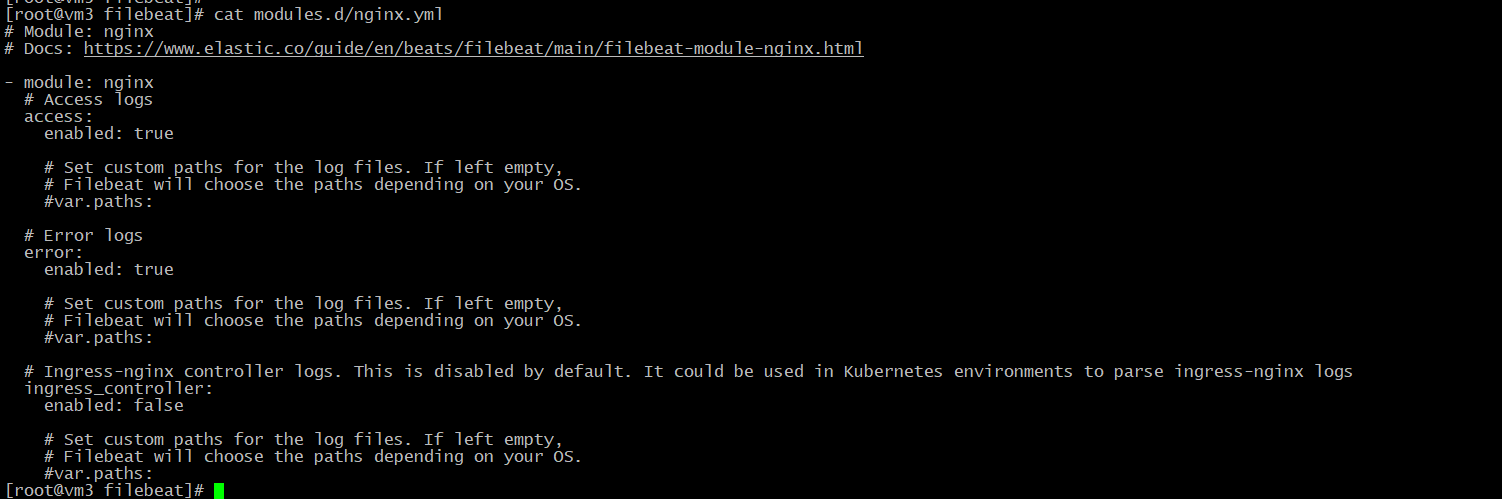 [root@vm3 filebeat]#
[root@vm3 filebeat]# cat modules.d/nginx.yml
# Module: nginx
# Docs: https://www.elastic.co/guide/en/beats/filebeat/main/filebeat-module-nginx.html

- module: nginx
  # Access logs
  access:
    enabled: true

    # Set custom paths for the log files. If left empty,
    # Filebeat will choose the paths depending on your OS.
    #var.paths:

  # Error logs
  error:
    enabled: true

    # Set custom paths for the log files. If left empty,
    # Filebeat will choose the paths depending on your OS.
    #var.paths:

  # Ingress-nginx controller logs. This is disabled by default. It could be used in Kubernetes environments to parse ingress-nginx logs
  ingress_controller:
    enabled: false

    # Set custom paths for the log files. If left empty,
    # Filebeat will choose the paths depending on your OS.
    #var.paths:
[root@vm3 filebeat]#